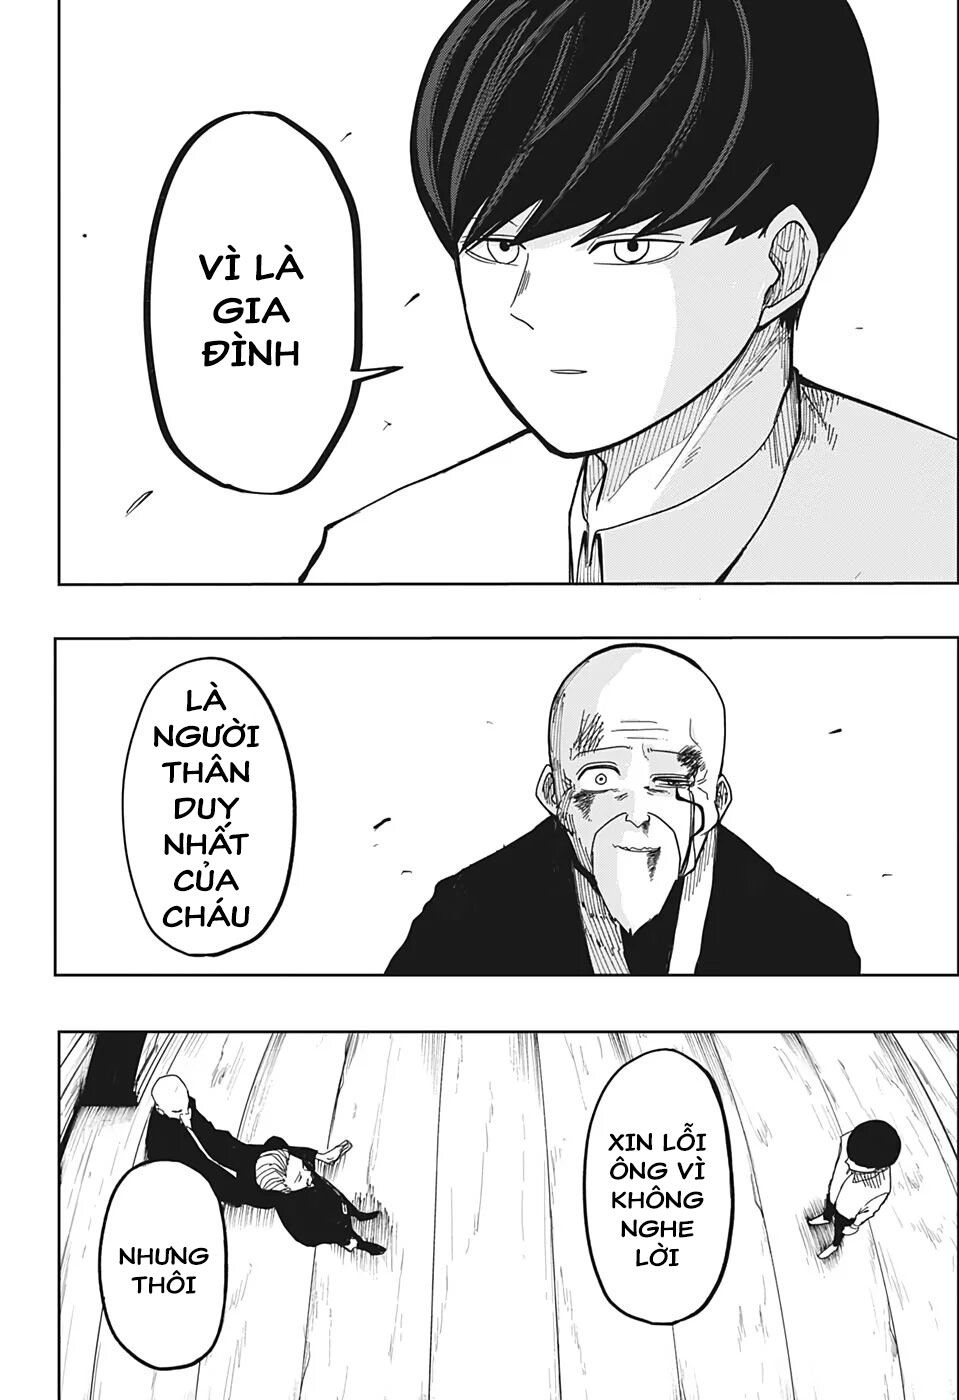 VÌ LÀ
GIA
ĐÌNH
LÀ
NGƯỜI
THÂN
DUY
NHẤT
CỦA
CHÁU
XIN LỖI
ÔNG VÌ
KHÔNG
NGHE
LỜI
NHƯNG
THÔI